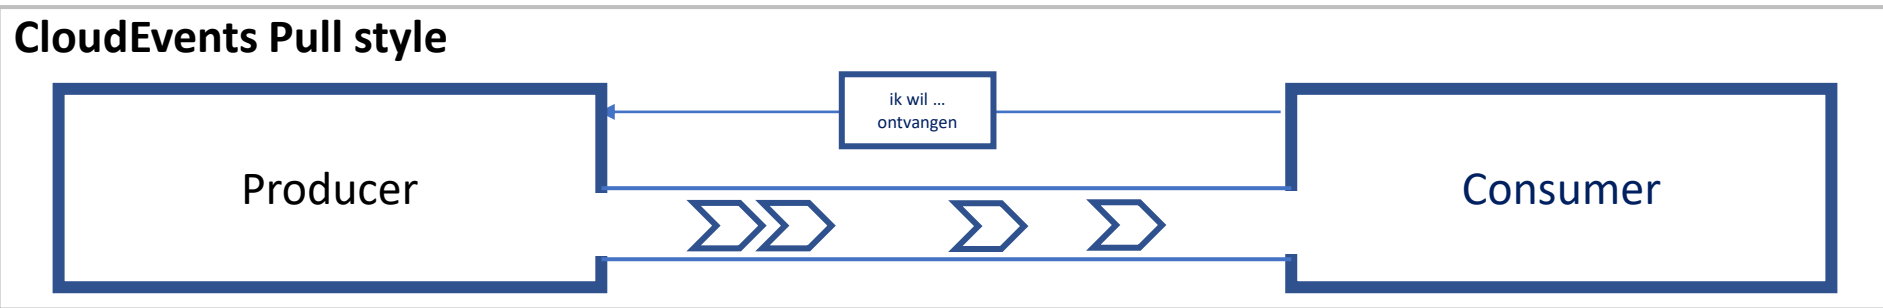 CloudEvents Pull style
ik wil ...
ontvangen
Producer
Consumer